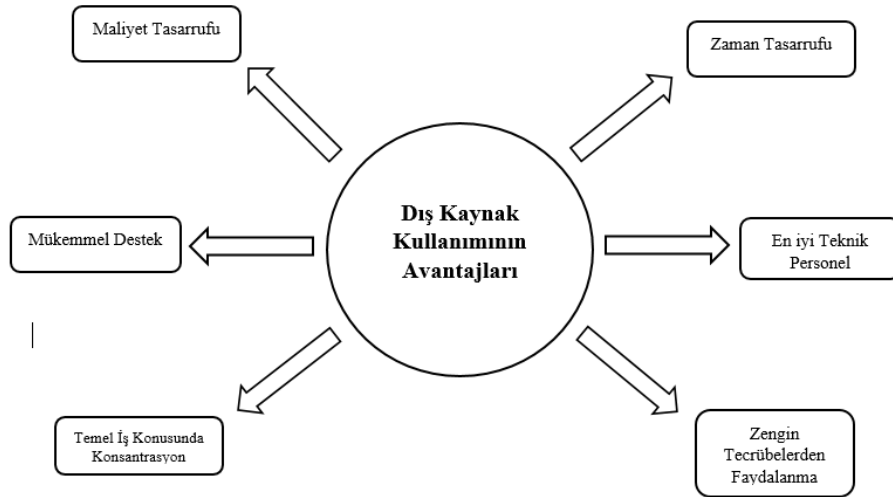 Maliyet Tasarrufu
Zaman Tasarrufu
Dış Kaynak
Kullanımının
Avantajları
Mükemmel Destek
En iyi Teknik
Personel
Temel İş Konusunda
Konsantrasyon
Zengin
Tecrübelerden
Faydalanma